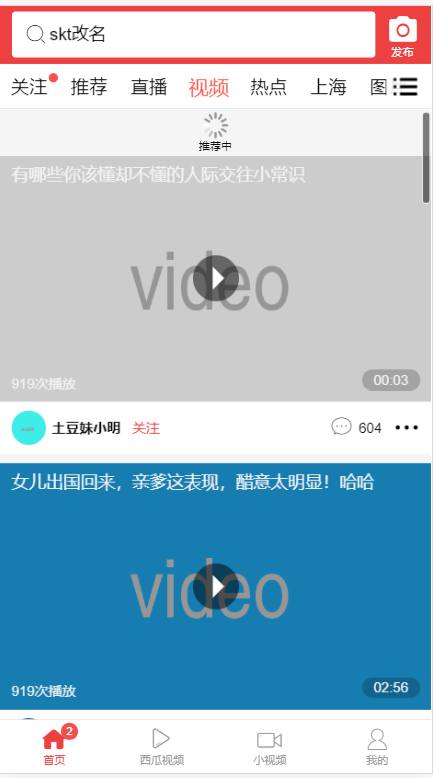 skt改名
发布
关注 推荐 直播 视频 热点 上海 图
推荐中
有哪些你该懂却不懂的人际交往小常识
video
919次播放 00:03
土豆妹小明 关注 604
女儿出国回来，亲爹这表现，醋意太明显！哈哈
video
919次播放 02:56
2
首页 西瓜视频 小视频 我的